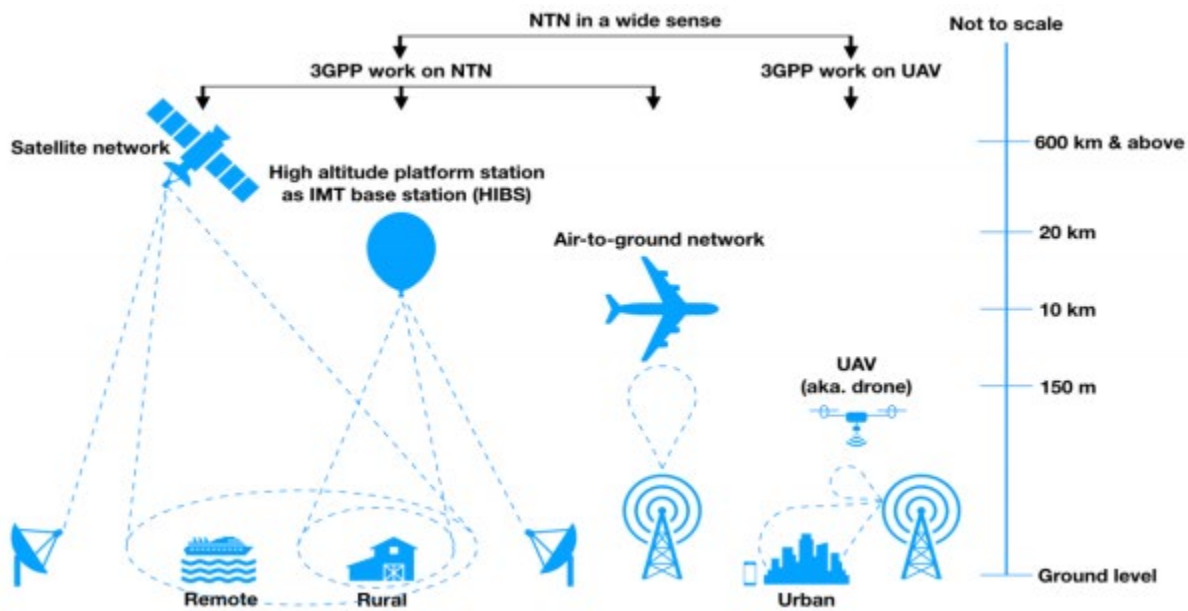 NTN in a wide sense
Not to scale
3GPP work on NTN
3GPP work on UAV
Satellite network
600 km & above
High altitude platform station
as IMT base station (HIBS)
20 km
Air-to-ground network
10 km
UAV
(aka. drone)
150 m
Ground level
Remote
Rural
Urban